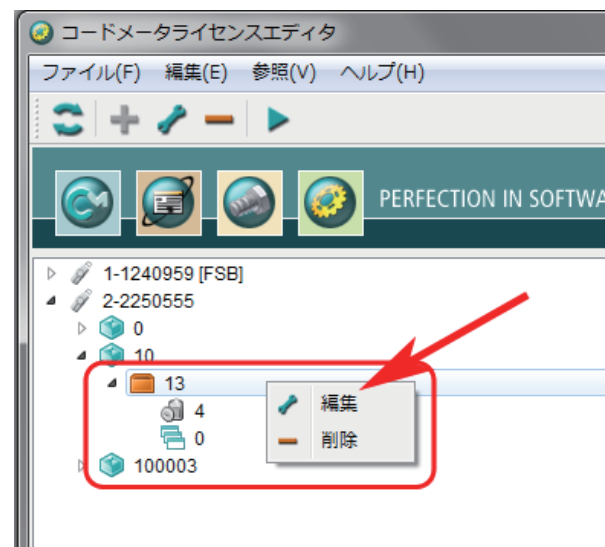 コードメータライセンスエディタ
ファイル(F) 編集(E) 参照(V) ヘルプ(H)
PERFECTION IN SOFTWA
1-1240959 [FSB]
2-2250555
0
10
13
編集
4
削除
0
100003